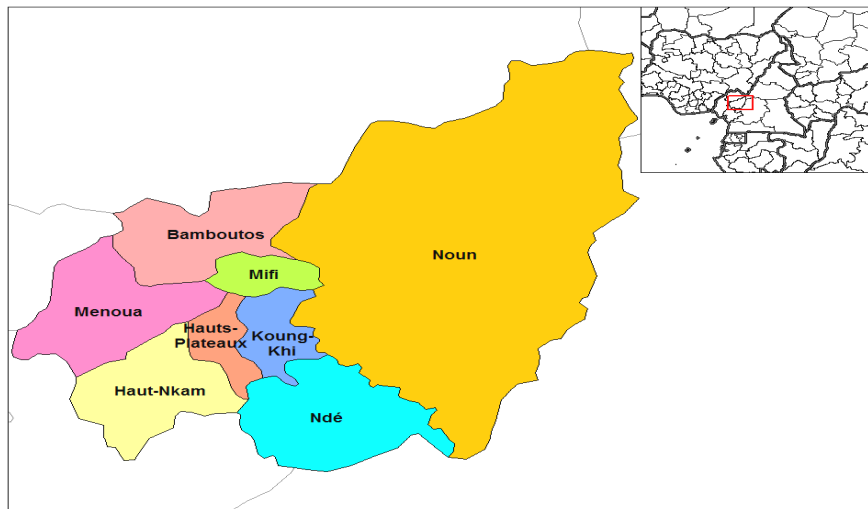 Bamboutos
Noun
Mifi
Menoua
Hauts-
Plateaux
Koung-
Khi
Haut-Nkam
Ndé